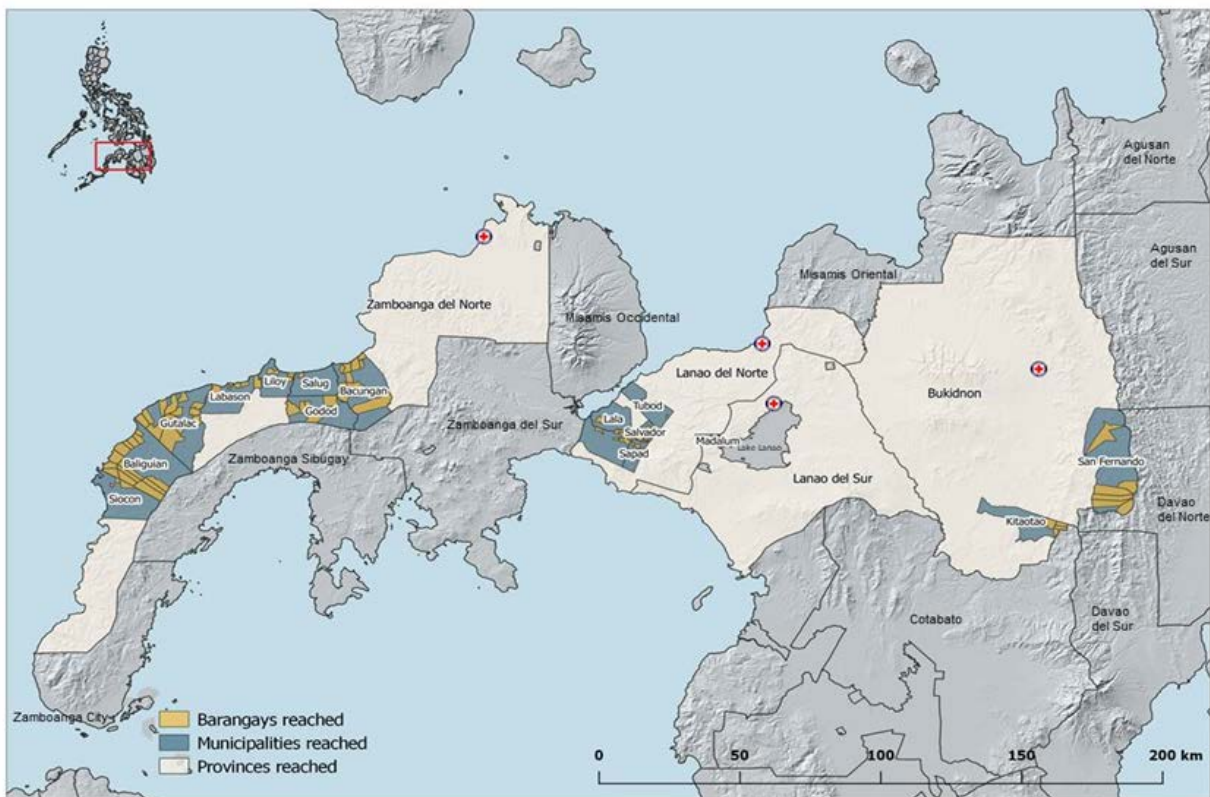 Agusan
del Norte
Agusan
del Sur
Misamis Oriental
Zamboanga del Norte
Misamis Occidental
Lanao del Norte
Bukidnon
Liloy
Salug
Bacungan
Labason
Godod
Gutalac
Tubod
Lala
Salvador
Sapad
Madalum
Lake Lanao
Zamboanga del Sur
Zamboanga Sibugay
Baliguian
Siocon
Lanao del Sur
San Fernando
Kitaotao
Davao
del Norte
Cotabato
Davao
del Sur
Zamboanga City
Barangays reached
Municipalities reached
Provinces reached
0 50 100 150 200 km